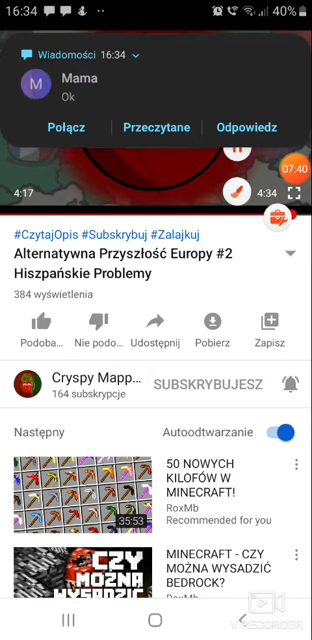 16:34
40%
Wiadomości 16:34
M
Mama
Ok
Połącz
Przeczytane
Odpowiedz
07:40
4:17
4:34
#CzytajOpis #Subskrybuj #Zalajkuj
Alternatywna Przyszłość Europy #2
Hiszpańskie Problemy
384 wyświetlenia
Podoba...
Nie podo...
Udostępnij
Pobierz
Zapisz
Cryspy Mapp...
SUBSKRYBUJESZ
164 subskrypcje
Następny
Autoodtwarzanie
35:53
50 NOWYCH
KILOFÓW W
MINECRAFT!
RoxMb
Recommended for you
CZY
MOŻNA
WYSADZIĆ
MINECRAFT - CZY
MOŻNA WYSADZIĆ
BEDROCK?
RoxMb
V RECORDER